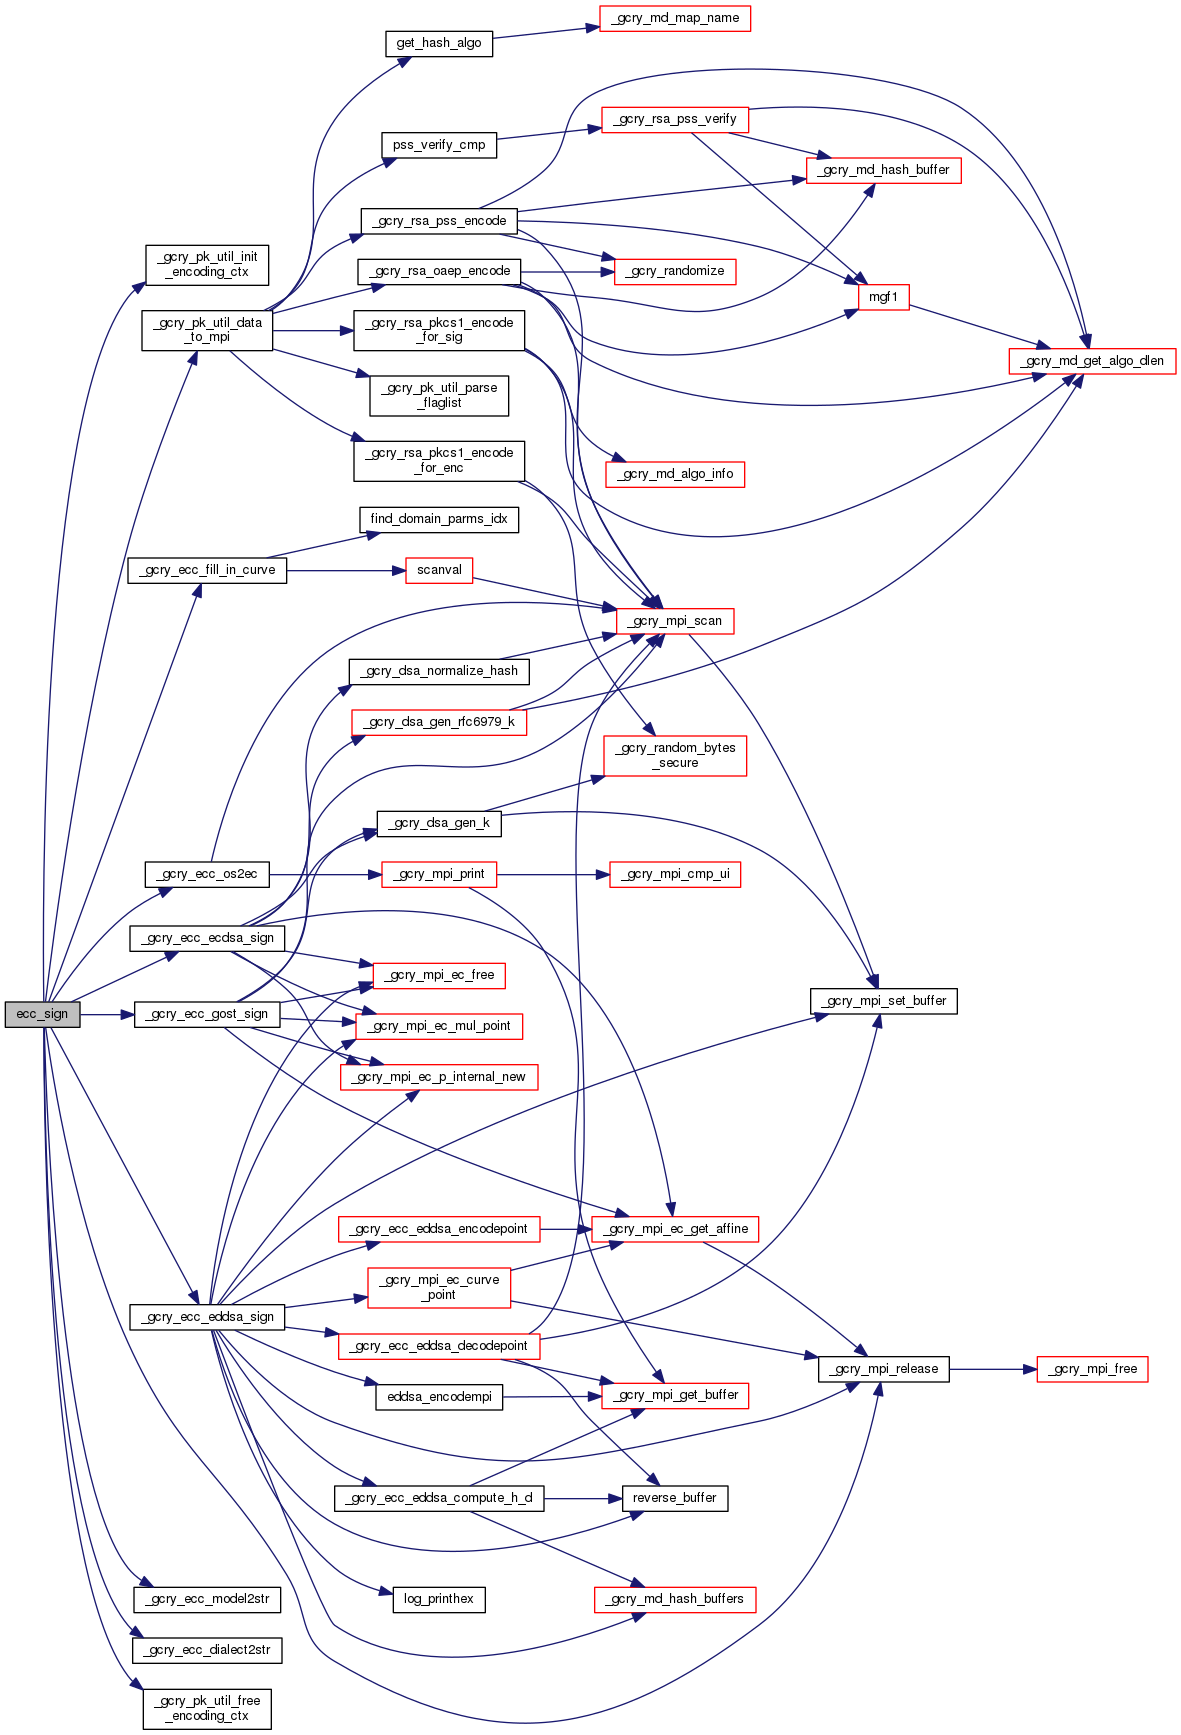 ecc_sign
_gcry_pk_util_init
_encoding_ctx
_gcry_pk_util_data
_to_mpi
_gcry_ecc_fill_in_curve
_gcry_ecc_os2ec
_gcry_ecc_ecdsa_sign
_gcry_ecc_gost_sign
_gcry_ecc_eddsa_sign
_gcry_ecc_model2str
_gcry_ecc_dialect2str
_gcry_pk_util_free
_encoding_ctx
get_hash_algo
pss_verify_cmp
_gcry_rsa_pss_encode
_gcry_rsa_oaep_encode
_gcry_rsa_pkcs1_encode
_for_sig
_gcry_pk_util_parse
_flaglist
_gcry_rsa_pkcs1_encode
_for_enc
find_domain_parms_idx
scanval
_gcry_dsa_normalize_hash
_gcry_dsa_gen_rfc6979_k
_gcry_dsa_gen_k
_gcry_mpi_print
_gcry_mpi_ec_free
_gcry_mpi_ec_mul_point
_gcry_mpi_ec_p_internal_new
_gcry_ecc_eddsa_encodepoint
_gcry_mpi_ec_curve
_point
_gcry_ecc_eddsa_decodepoint
eddsa_encodempi
_gcry_ecc_eddsa_compute_h_d
log_printhex
_gcry_md_map_name
_gcry_rsa_pss_verify
_gcry_randomize
_gcry_md_algo_info
_gcry_mpi_scan
_gcry_random_bytes
_secure
_gcry_mpi_cmp_ui
_gcry_mpi_ec_get_affine
_gcry_mpi_get_buffer
reverse_buffer
_gcry_md_hash_buffers
_gcry_md_hash_buffer
mgf1
_gcry_mpi_set_buffer
_gcry_mpi_release
_gcry_md_get_algo_dlen
_gcry_mpi_free